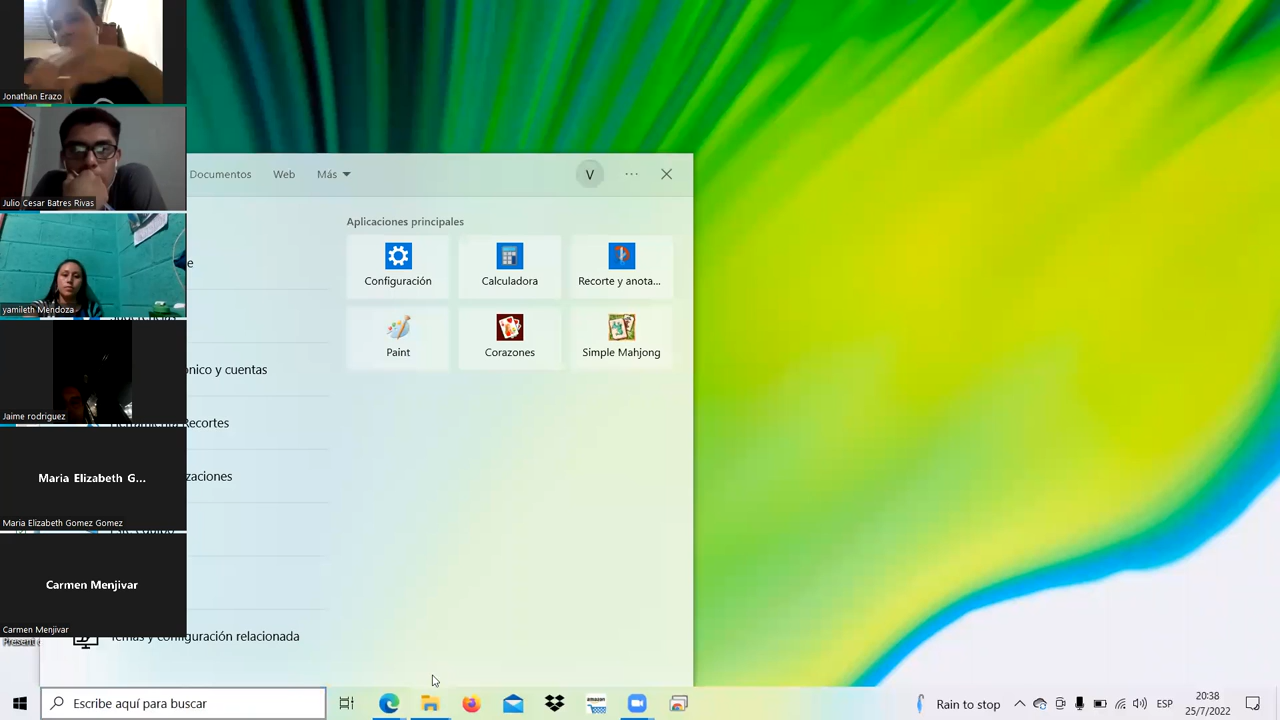 Jonathan Erazo
Julio Cesar Batres Rivas
yamileth Mendoza
Jaime rodriguez
Maria Elizabeth G...
Maria Elizabeth Gomez Gomez
Carmen Menjivar
Carmen Menjivar
Documentos Web Más
V
Aplicaciones principales
Configuración Calculadora Recorte y anota...
Paint Corazones Simple Mahjong
y cuentas
Recortes
Temas y configuración relacionada
Escribe aquí para buscar
Rain to stop
ESP
20:38
25/7/2022